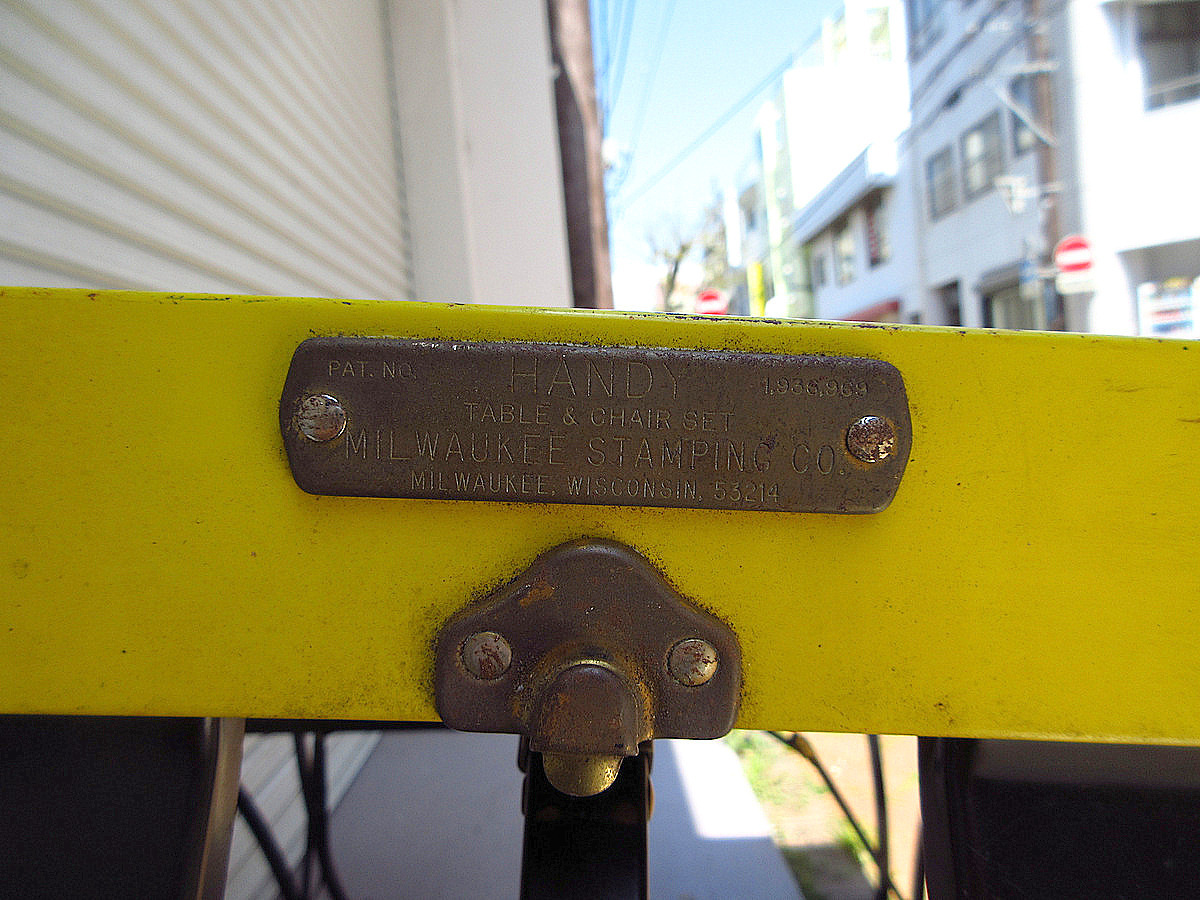 PAT. NO. HANDY 1,936,969
TABLE & CHAIR SET
MILWAUKEE STAMPING CO.
MILWAUKEE, WISCONSIN, 53214